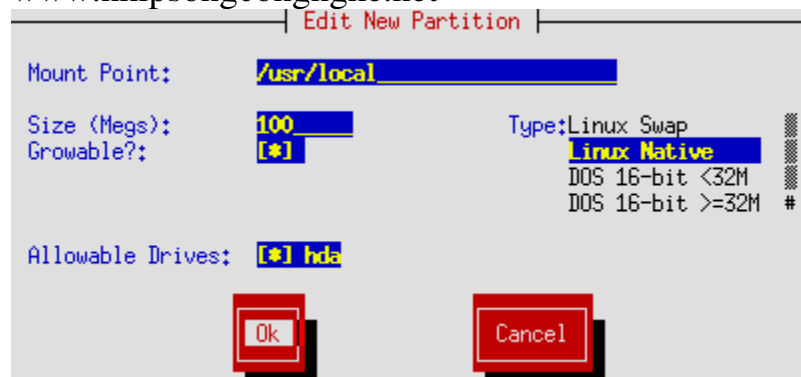 Edit New Partition
Mount Point: /usr/local
Size (Megs): 100 Type: Linux Swap
Growable?: [*] Linux Native
DOS 16-bit <32M
DOS 16-bit >=32M #
Allowable Drives: [*] hda
Ok Cancel